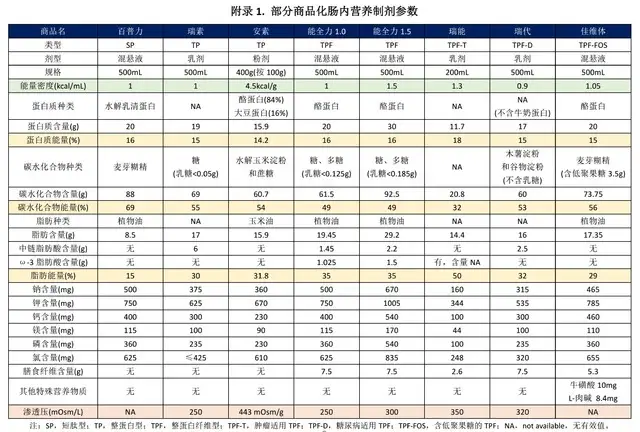 附录 1. 部分商品化肠内营养制剂参数
商品名 百普力 瑞素 安素 能全力 1.0 能全力 1.5 瑞能 瑞代 佳维体
类型 SP TP TP TPF TPF TPF-T TPF-D TPF-FOS
剂型 混悬液 乳剂 粉剂 混悬液 混悬液 乳剂 乳剂 混悬液
规格 500mL 500mL 400g(按 100g) 500mL 500mL 200mL 500mL 500mL
能量密度(kcal/mL) 1 1 4.5kcal/g 1 1.5 1.3 0.9 1.05
蛋白质种类 水解乳清蛋白 NA 酪蛋白(84%) 大豆蛋白(16%) 酪蛋白 酪蛋白 NA NA (不含牛奶蛋白) 酪蛋白
蛋白质含量(g) 20 19 15.9 20 30 11.7 17 20
蛋白质能量(%) 16 15 14.2 16 16 18 15 15
碳水化合物种类 麦芽糊精 糖 (乳糖<0.05g) 水解玉米淀粉和蔗糖 糖、多糖 (乳糖<0.125g) 糖、多糖 (乳糖<0.185g) NA 木薯淀粉和谷物淀粉 (不含乳糖) 麦芽糊精 (含低聚果糖 3.5g)
碳水化合物含量(g) 88 69 60.7 61.5 92.5 20.8 60 73.75
碳水化合物能量(%) 69 55 54 49 49 32 53 56
脂肪种类 植物油 NA 玉米油 植物油 植物油 NA NA 植物油
脂肪含量(g) 8.5 17 15.9 19.45 29.2 14.4 16 17.35
中链脂肪酸含量(g) 无 6 无 1.45 2.2 无 2.5 无
ω-3 脂肪酸含量(g) 无 无 无 1.025 1.5 有，含量 NA 无 无
脂肪能量(%) 15 30 31.8 35 35 50 32 29
钠含量(mg) 500 375 360 500 670 160 315 465
钾含量(mg) 750 625 670 750 1005 344 535 785
钙含量(mg) 400 300 230 400 540 100 300 460
镁含量(mg) 115 100 90 115 170 44 100 110
磷含量(mg) 360 235 230 360 540 100 235 360
氯含量(mg) 625 ≤425 610 625 835 248 320 655
膳食纤维含量(g) 无 无 无 7.5 7.5 2.6 7.5 5.3
其他特殊营养物质 无 无 无 无 无 无 无 牛磺酸 10mg L-肉碱 8.4mg
渗透压(mOsm/L) NA 250 443 mOsm/g 250 300 350 320 NA
注：SP，短肽型；TP，整蛋白型；TPF，整蛋白纤维型；TPF-T，肿瘤适用 TPF；TPF-D，糖尿病适用 TPF；TPF-FOS，含低聚果糖的 TPF；NA，not available，无有效值，